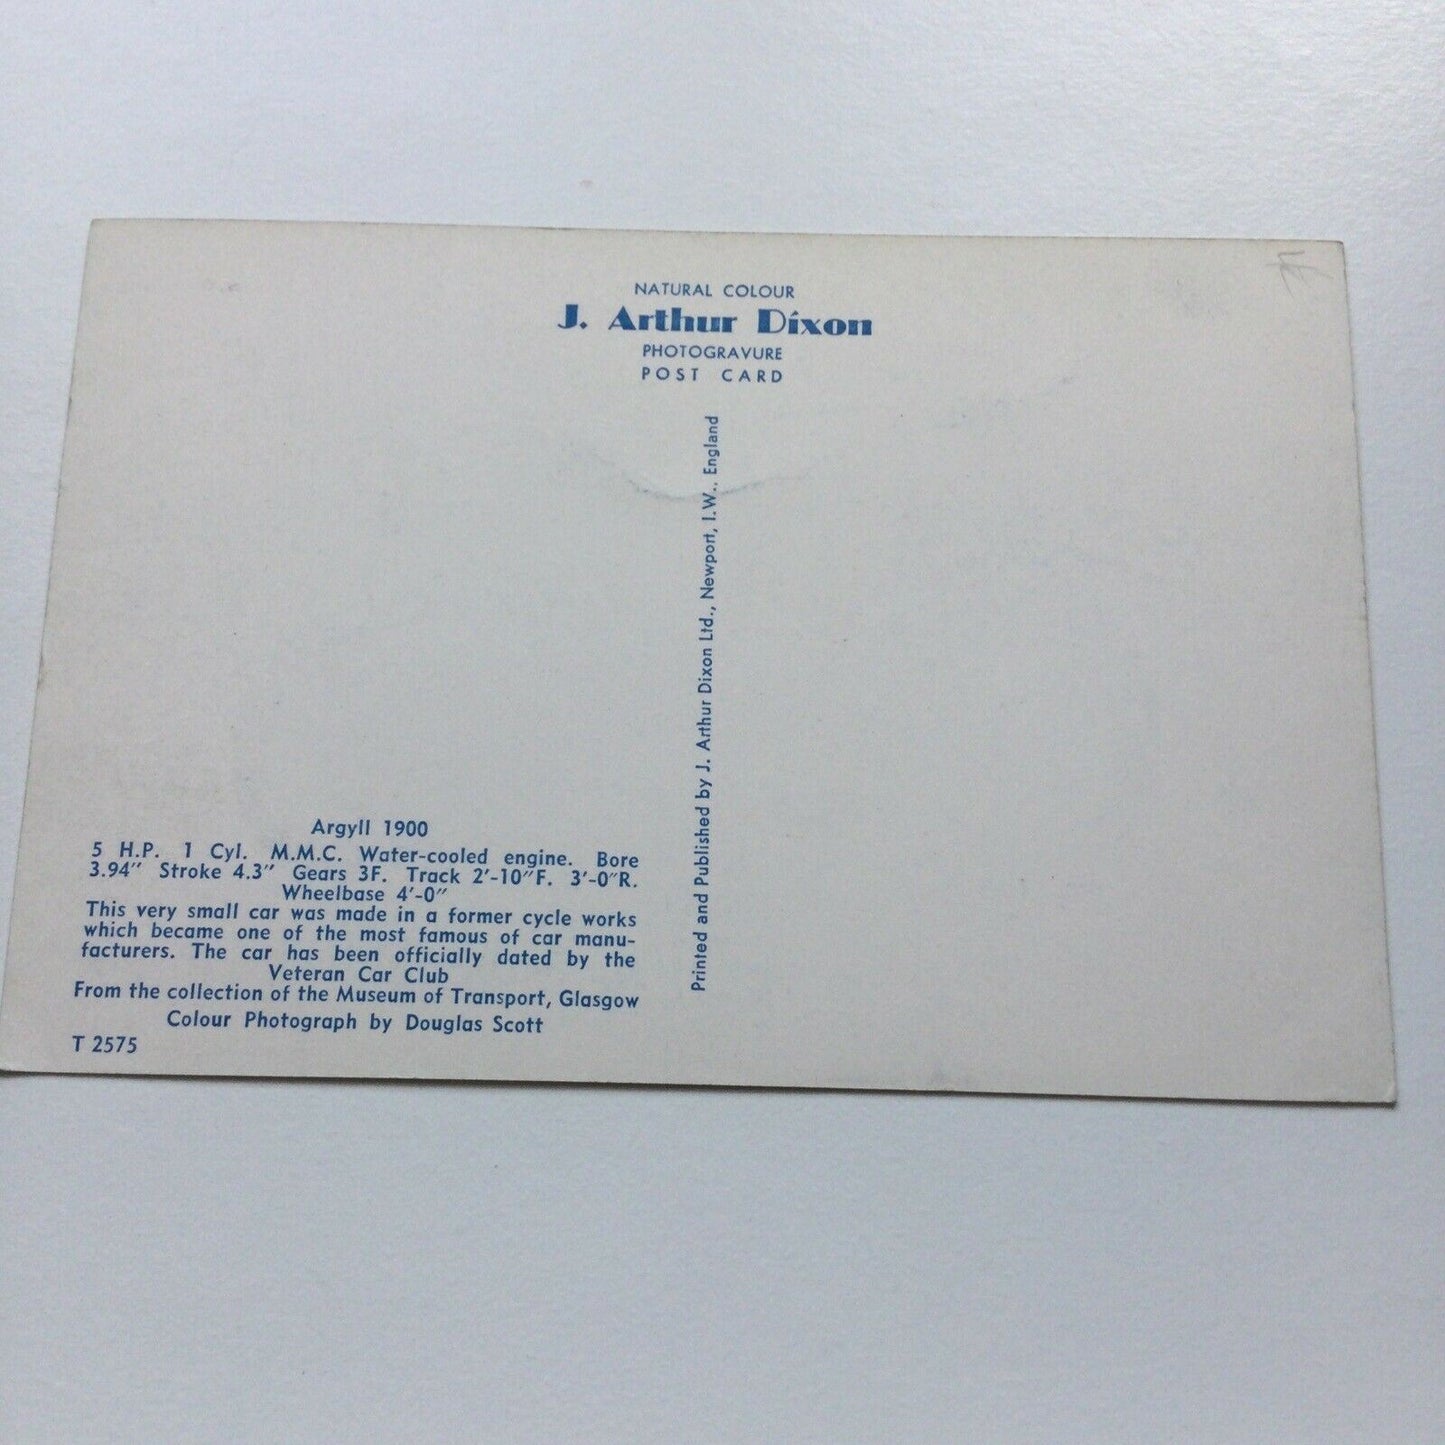 NATURAL COLOUR
J. Arthur Dixon
PHOTOGRAVURE
POST CARD
Printed and Published by J. Arthur Dixon Ltd., Newport, I.W., England
Argyll 1900
5 H.P. 1 Cyl. M.M.C. Water-cooled engine. Bore
3.94″ Stroke 4.3″ Gears 3F. Track 2′-10″F. 3′-0″R.
Wheelbase 4′-0″
This very small car was made in a former cycle works
which became one of the most famous of car manu-
facturers. The car has been officially dated by the
Veteran Car Club
From the collection of the Museum of Transport, Glasgow
Colour Photograph by Douglas Scott
T 2575